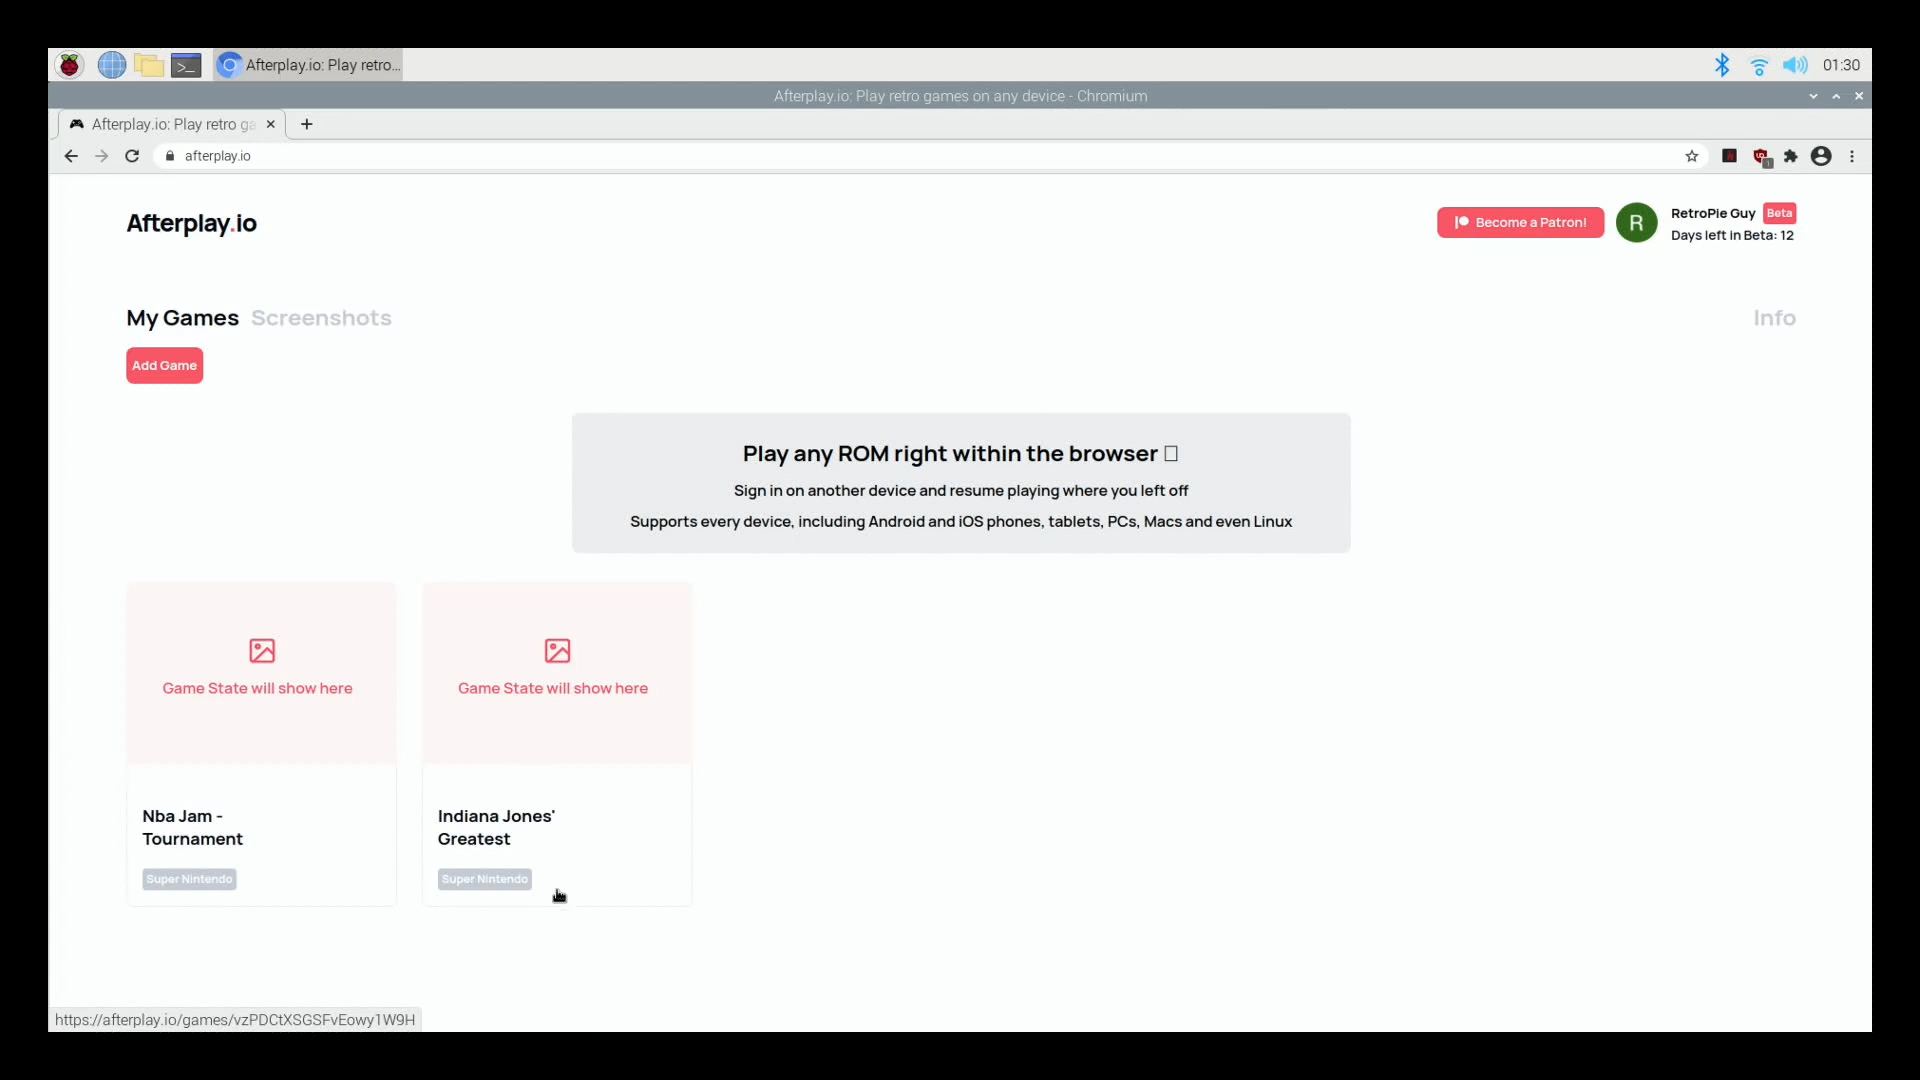 Afterplay.io: Play retro...
01:30
Afterplay.io: Play retro games on any device - Chromium
Afterplay.io: Play retro ga
afterplay.io
Afterplay.io
Become a Patron!
R
RetroPie Guy Beta
Days left in Beta: 12
My Games Screenshots
Info
Add Game
Play any ROM right within the browser
Sign in on another device and resume playing where you left off
Supports every device, including Android and iOS phones, tablets, PCs, Macs and even Linux
Game State will show here
Game State will show here
Nba Jam -
Tournament
Super Nintendo
Indiana Jones'
Greatest
Super Nintendo
https://afterplay.io/games/vzPDCtXSGSFvEowy1W9H